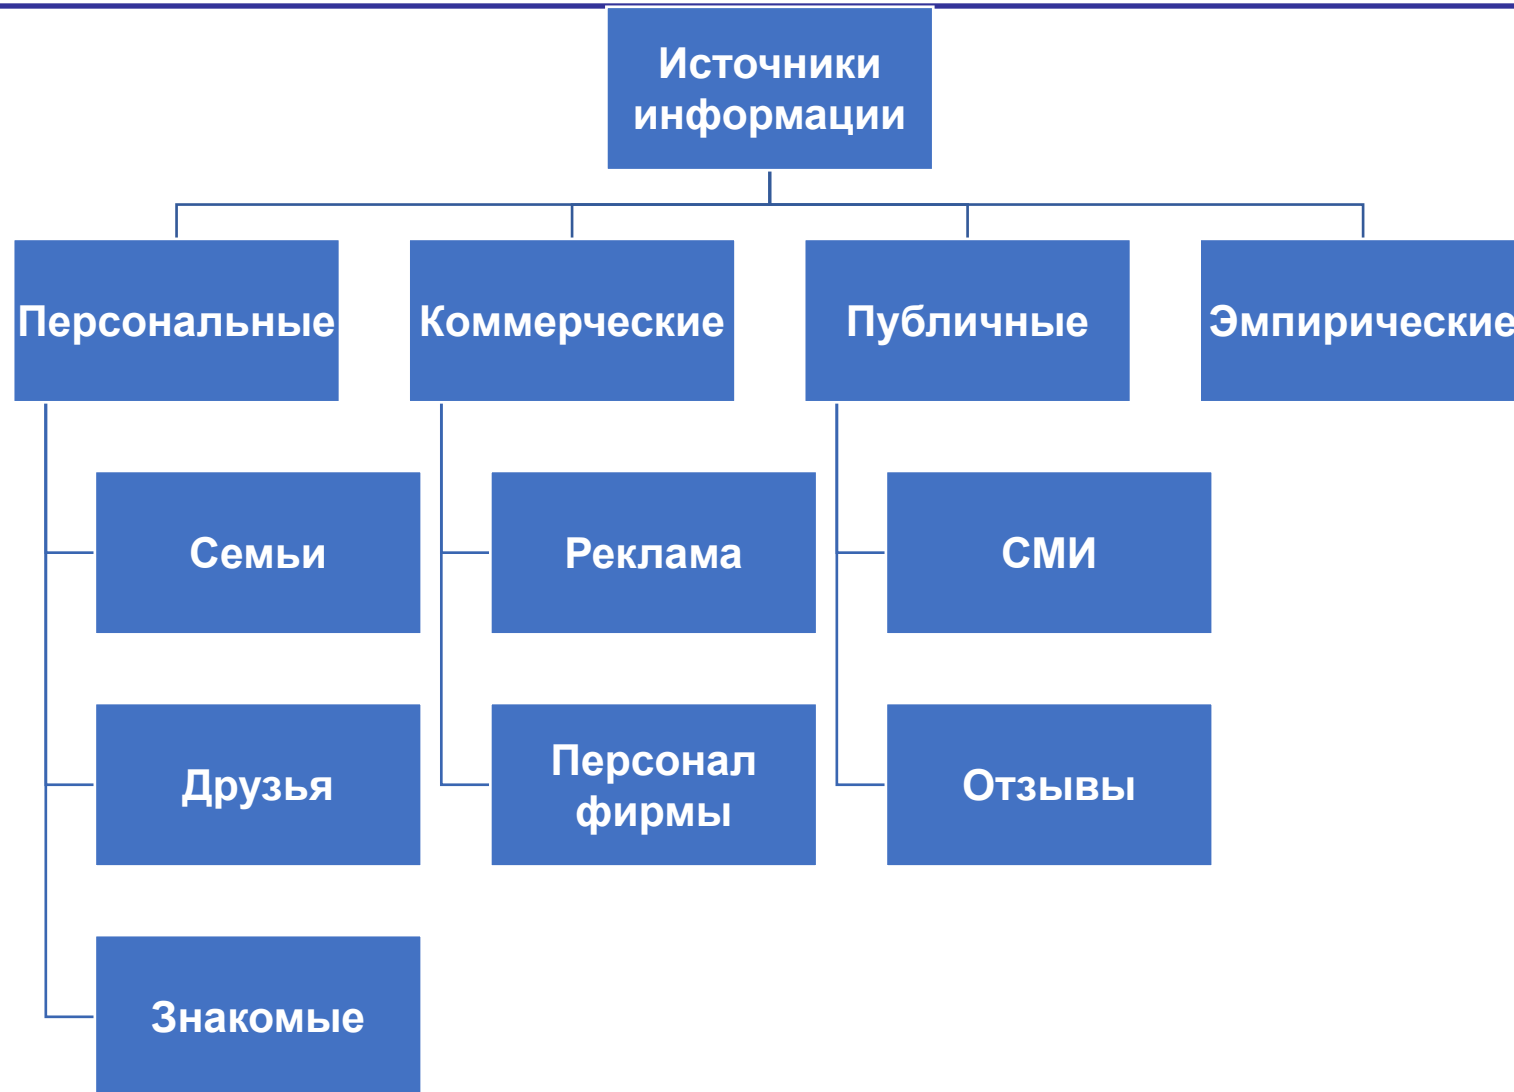 Источники
информации
Персональные
Коммерческие
Публичные
Эмпирические
Семьи
Реклама
СМИ
Друзья
Персонал
фирмы
Отзывы
Знакомые